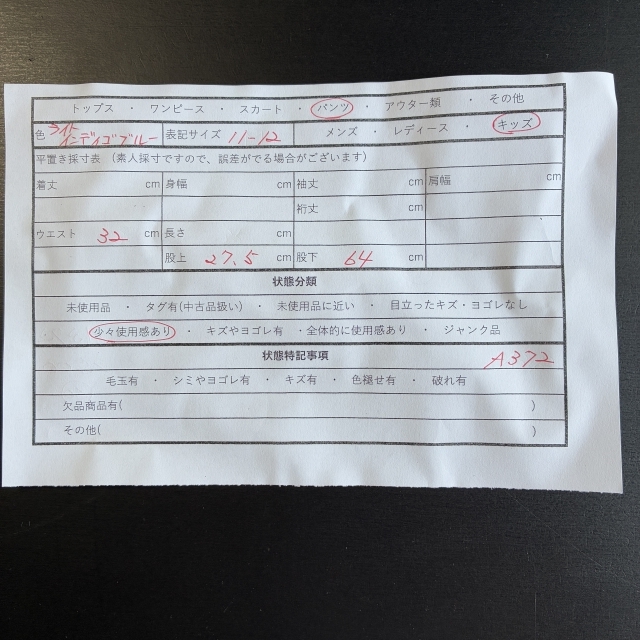 トップス ・ ワンピース ・ スカート ・ パンツ ・ アウター類 ・ その他
色 ライト インディゴブルー 表記サイズ 11-12 メンズ ・ レディース ・ キッズ
平置き採寸表 （素人採寸ですので、誤差がでる場合がございます）
着丈 cm 身幅 cm 袖丈 cm 肩幅 cm
裄丈 cm
ウエスト 32 cm 長さ cm
股上 27.5 cm 股下 64 cm
状態分類
未使用品 ・ タグ有(中古品扱い) ・ 未使用品に近い ・ 目立ったキズ・ヨゴレなし
少々使用感あり ・ キズやヨゴレ有 ・全体的に使用感あり ・ ジャンク品
状態特記事項 A372
毛玉有 ・ シミやヨゴレ有 ・ キズ有 ・ 色褪せ有 ・ 破れ有
欠品商品有( )
その他( )